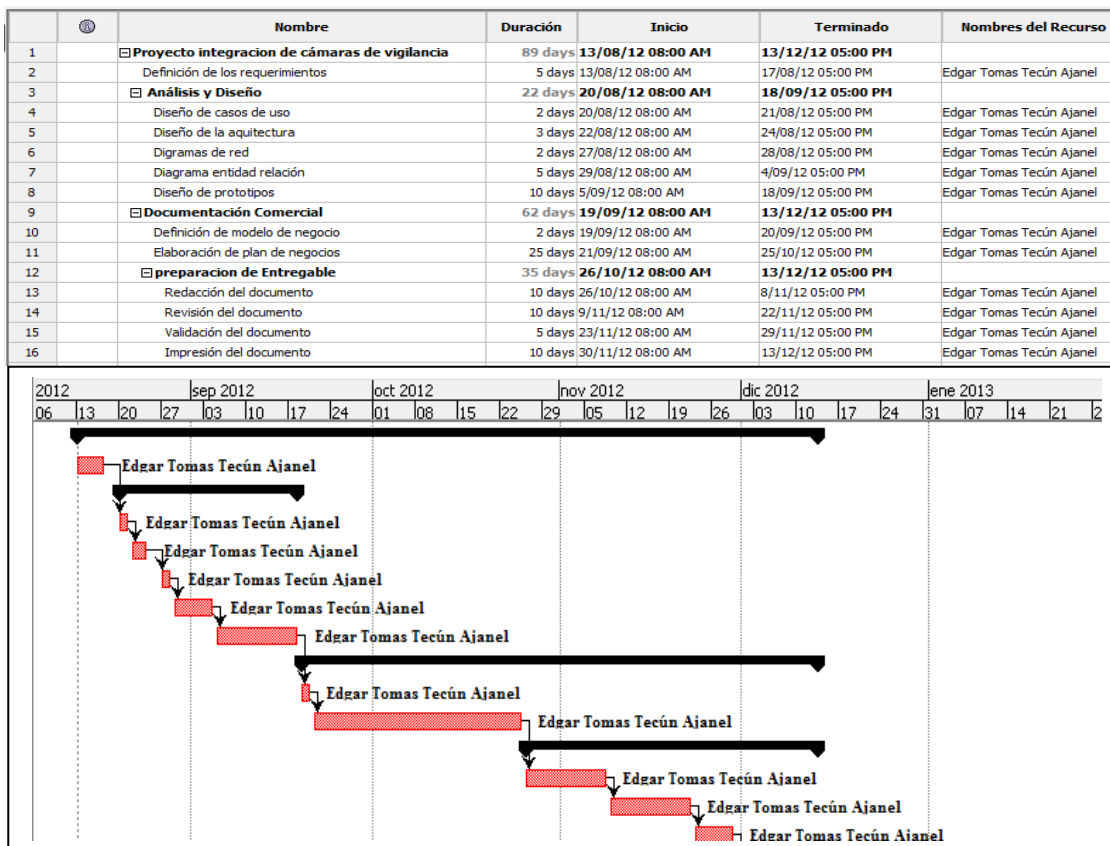 Nombre Duración Inicio Terminado Nombres del Recurso
1 Proyecto integracion de cámaras de vigilancia 89 days 13/08/12 08:00 AM 13/12/12 05:00 PM
2 Definición de los requerimientos 5 days 13/08/12 08:00 AM 17/08/12 05:00 PM Edgar Tomas Tecún Ajanel
3 Análisis y Diseño 22 days 20/08/12 08:00 AM 18/09/12 05:00 PM
4 Diseño de casos de uso 2 days 20/08/12 08:00 AM 21/08/12 05:00 PM Edgar Tomas Tecún Ajanel
5 Diseño de la aquitectura 3 days 22/08/12 08:00 AM 24/08/12 05:00 PM Edgar Tomas Tecún Ajanel
6 Digramas de red 2 days 27/08/12 08:00 AM 28/08/12 05:00 PM Edgar Tomas Tecún Ajanel
7 Diagrama entidad relación 5 days 29/08/12 08:00 AM 4/09/12 05:00 PM Edgar Tomas Tecún Ajanel
8 Diseño de prototipos 10 days 5/09/12 08:00 AM 18/09/12 05:00 PM Edgar Tomas Tecún Ajanel
9 Documentación Comercial 62 days 19/09/12 08:00 AM 13/12/12 05:00 PM
10 Definición de modelo de negocio 2 days 19/09/12 08:00 AM 20/09/12 05:00 PM Edgar Tomas Tecún Ajanel
11 Elaboración de plan de negocios 25 days 21/09/12 08:00 AM 25/10/12 05:00 PM Edgar Tomas Tecún Ajanel
12 preparacion de Entregable 35 days 26/10/12 08:00 AM 13/12/12 05:00 PM
13 Redacción del documento 10 days 26/10/12 08:00 AM 8/11/12 05:00 PM Edgar Tomas Tecún Ajanel
14 Revisión del documento 10 days 9/11/12 08:00 AM 22/11/12 05:00 PM Edgar Tomas Tecún Ajanel
15 Validación del documento 5 days 23/11/12 08:00 AM 29/11/12 05:00 PM Edgar Tomas Tecún Ajanel
16 Impresión del documento 10 days 30/11/12 08:00 AM 13/12/12 05:00 PM Edgar Tomas Tecún Ajanel
2012 sep 2012 oct 2012 nov 2012 dic 2012 ene 2013
06 13 20 27 03 10 17 24 01 08 15 22 29 05 12 19 26 03 10 17 24 31 07 14 21 2
Edgar Tomas Tecún Ajanel
Edgar Tomas Tecún Ajanel
Edgar Tomas Tecún Ajanel
Edgar Tomas Tecún Ajanel
Edgar Tomas Tecún Ajanel
Edgar Tomas Tecún Ajanel
Edgar Tomas Tecún Ajanel
Edgar Tomas Tecún Ajanel
Edgar Tomas Tecún Ajanel
Edgar Tomas Tecún Ajanel
Edgar Tomas Tecún Ajanel